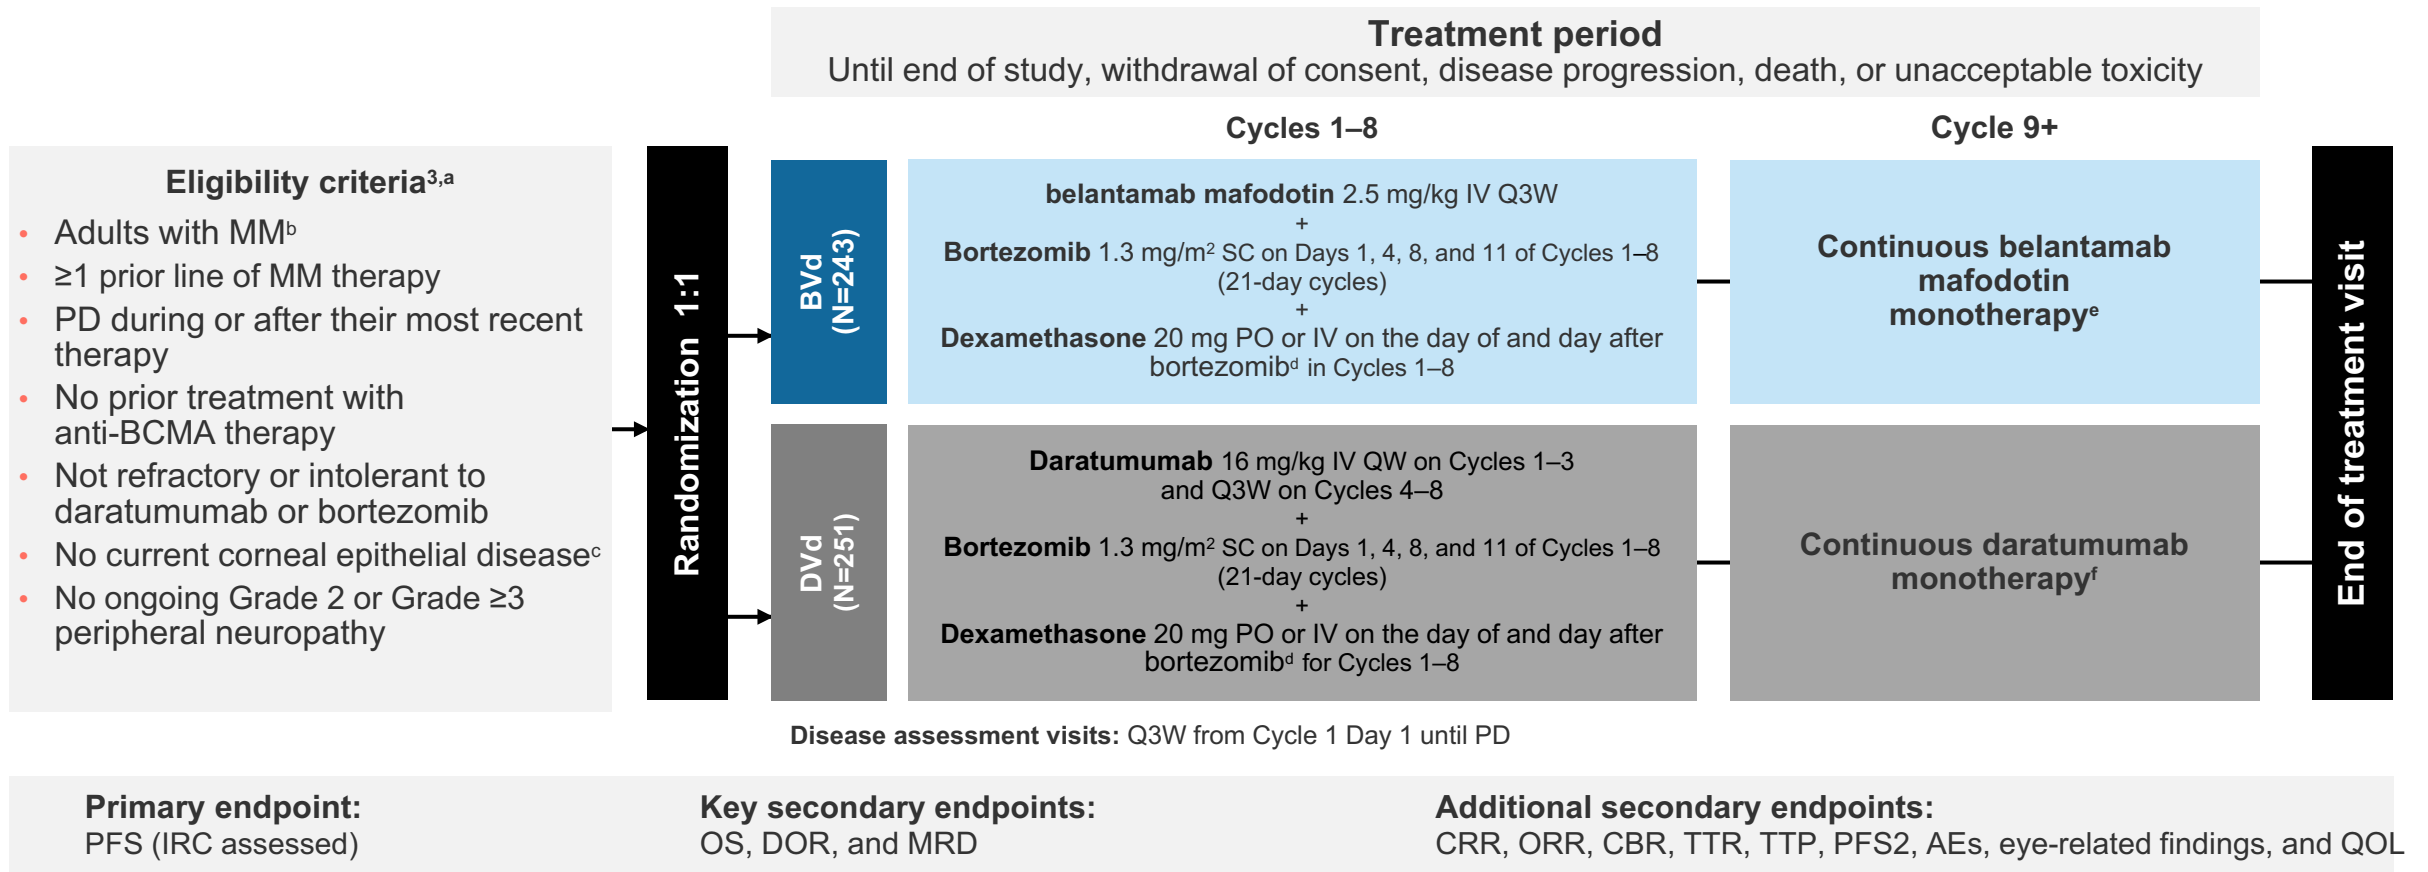 Treatment period
Until end of study, withdrawal of consent, disease progression, death, or unacceptable toxicity
Cycles 1–8
Cycle 9+
Eligibility criteria³,ᵃ
• Adults with MMᵇ
• ≥1 prior line of MM therapy
• PD during or after their most recent
therapy
• No prior treatment with
anti-BCMA therapy
• Not refractory or intolerant to
daratumumab or bortezomib
• No current corneal epithelial diseaseᶜ
• No ongoing Grade 2 or Grade ≥3
peripheral neuropathy
Randomization 1:1
BVd
(N=243)
belantamab mafodotin 2.5 mg/kg IV Q3W
+
Bortezomib 1.3 mg/m² SC on Days 1, 4, 8, and 11 of Cycles 1–8
(21-day cycles)
+
Dexamethasone 20 mg PO or IV on the day of and day after
bortezomibᵈ in Cycles 1–8
Continuous belantamab
mafodotin
monotherapyᵉ
DVd
(N=251)
Daratumumab 16 mg/kg IV QW on Cycles 1–3
and Q3W on Cycles 4–8
+
Bortezomib 1.3 mg/m² SC on Days 1, 4, 8, and 11 of Cycles 1–8
(21-day cycles)
+
Dexamethasone 20 mg PO or IV on the day of and day after
bortezomibᵈ for Cycles 1–8
Continuous daratumumab
monotherapyᶠ
End of treatment visit
Disease assessment visits: Q3W from Cycle 1 Day 1 until PD
Primary endpoint:
PFS (IRC assessed)
Key secondary endpoints:
OS, DOR, and MRD
Additional secondary endpoints:
CRR, ORR, CBR, TTR, TTP, PFS2, AEs, eye-related findings, and QOL